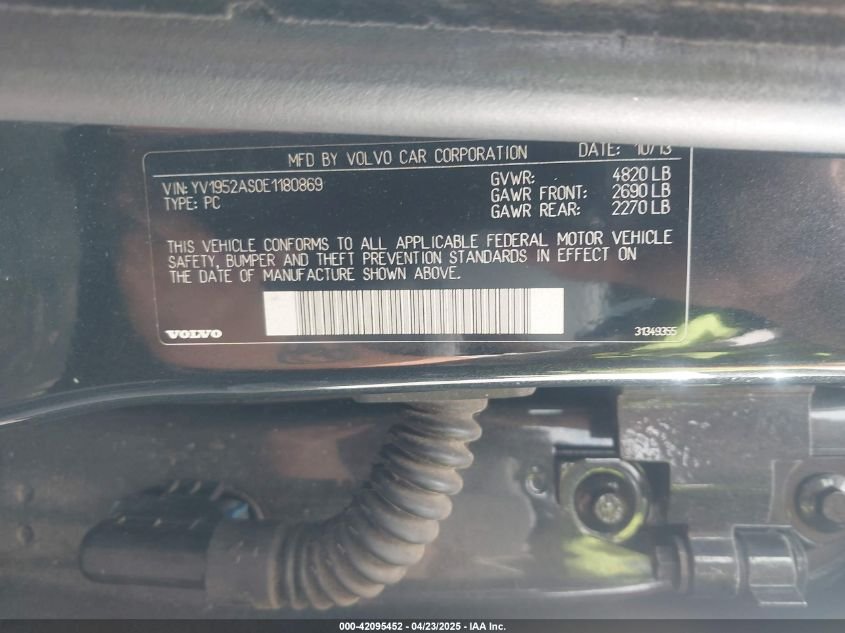 MFD BY VOLVO CAR CORPORATION DATE: 10/13
VIN: YV1952AS0E1180869 GVWR: 4820 LB
TYPE: PC GAWR FRONT: 2690 LB
GAWR REAR: 2270 LB
THIS VEHICLE CONFORMS TO ALL APPLICABLE FEDERAL MOTOR VEHICLE
SAFETY, BUMPER AND THEFT PREVENTION STANDARDS IN EFFECT ON
THE DATE OF MANUFACTURE SHOWN ABOVE.
VOLVO 31349355
000-42095452 - 04/23/2025 - IAA Inc.